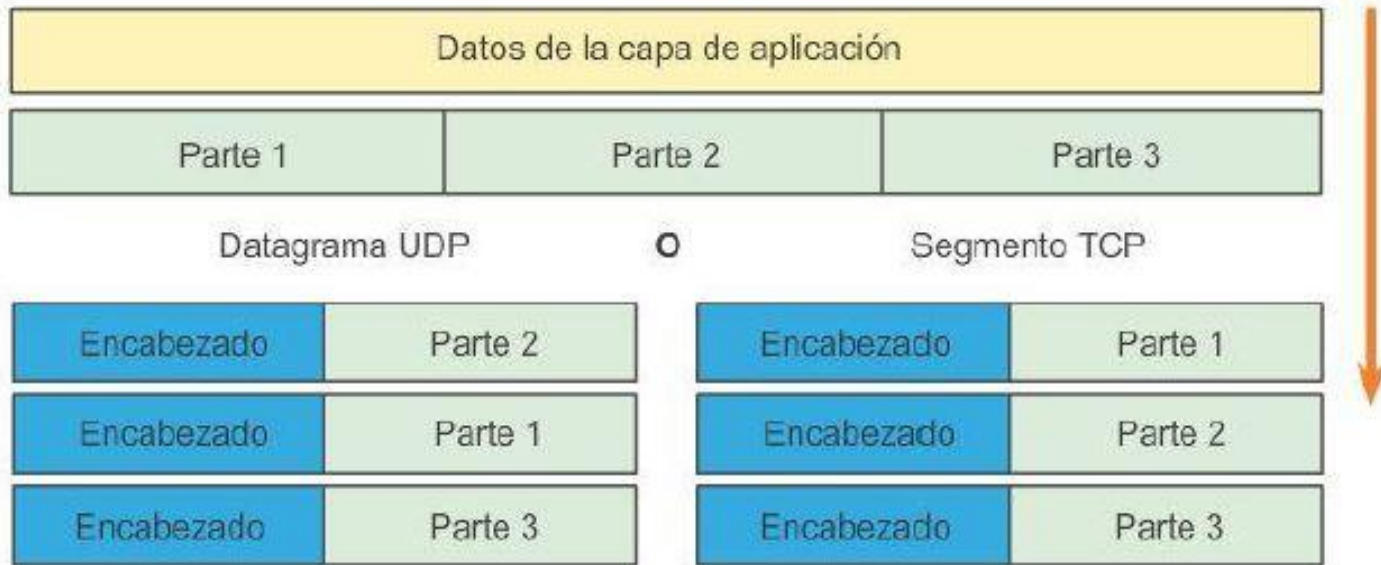 Datos de la capa de aplicación
Parte 1 Parte 2 Parte 3
Datagrama UDP O Segmento TCP
Encabezado Parte 2 Encabezado Parte 1
Encabezado Parte 1 Encabezado Parte 2
Encabezado Parte 3 Encabezado Parte 3